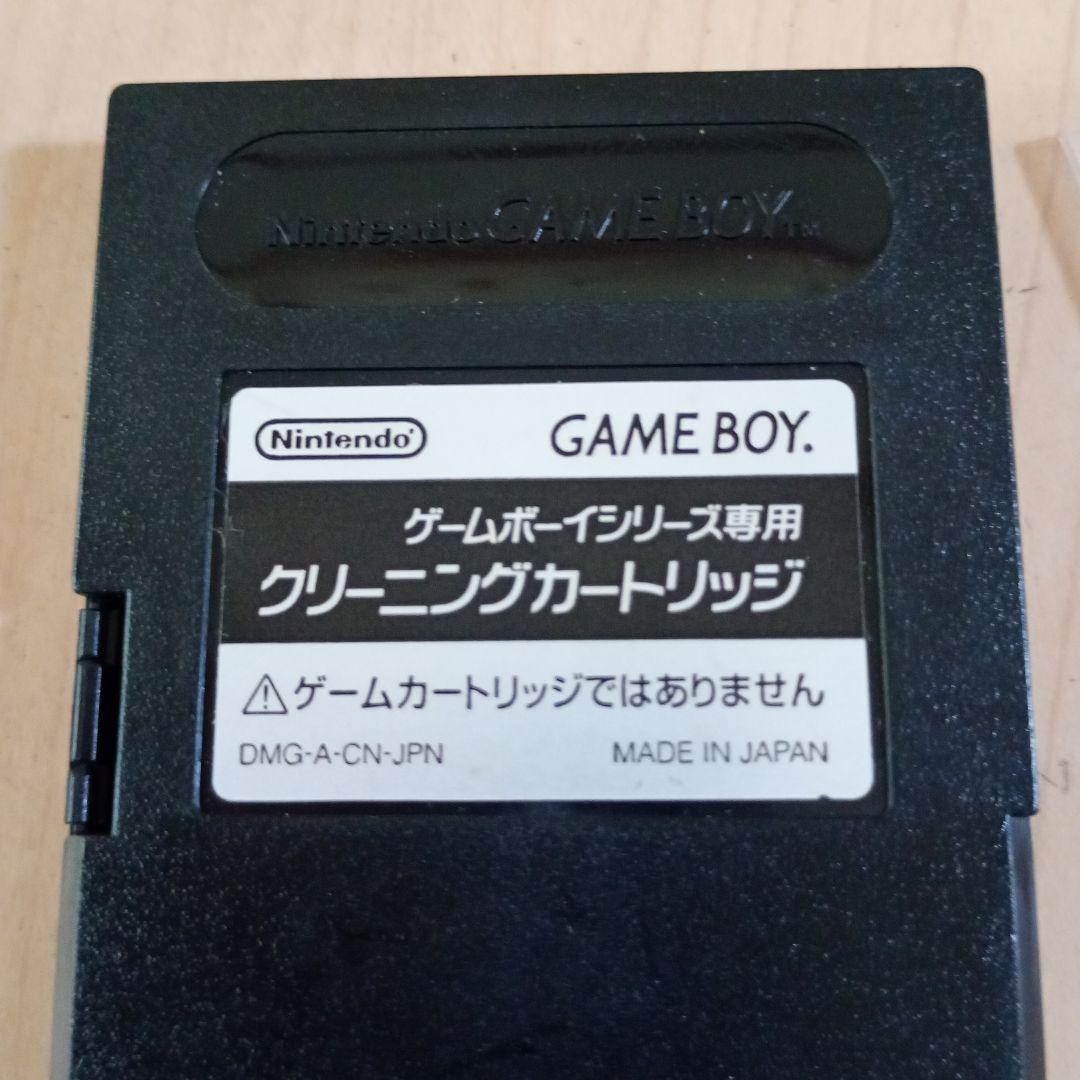 Nintendo GAME BOY™
Nintendo GAME BOY
ゲームボーイシリーズ専用
クリーニングカートリッジ
⚠ゲームカートリッジではありません
DMG-A-CN-JPN MADE IN JAPAN